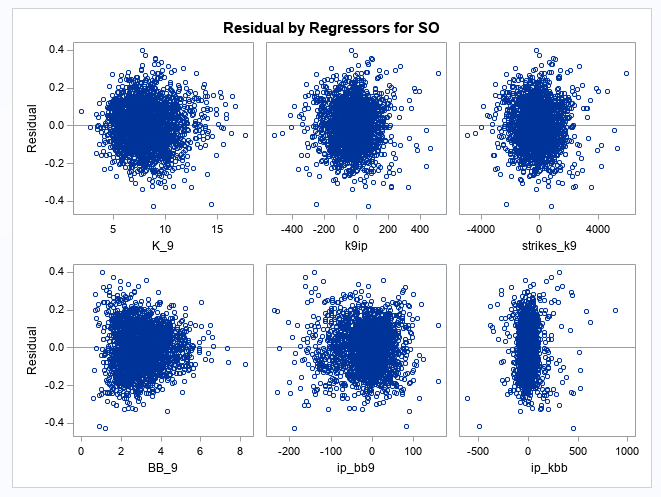 Residual by Regressors for SO
Residual
0.4
0.2
0.0
-0.2
-0.4
5 10 15
K_9
-400 -200 0 200 400
k9ip
-4000 0 4000
strikes_k9
Residual
0.4
0.2
0.0
-0.2
-0.4
0 2 4 6 8
BB_9
-200 -100 0 100
ip_bb9
-500 0 500 1000
ip_kbb